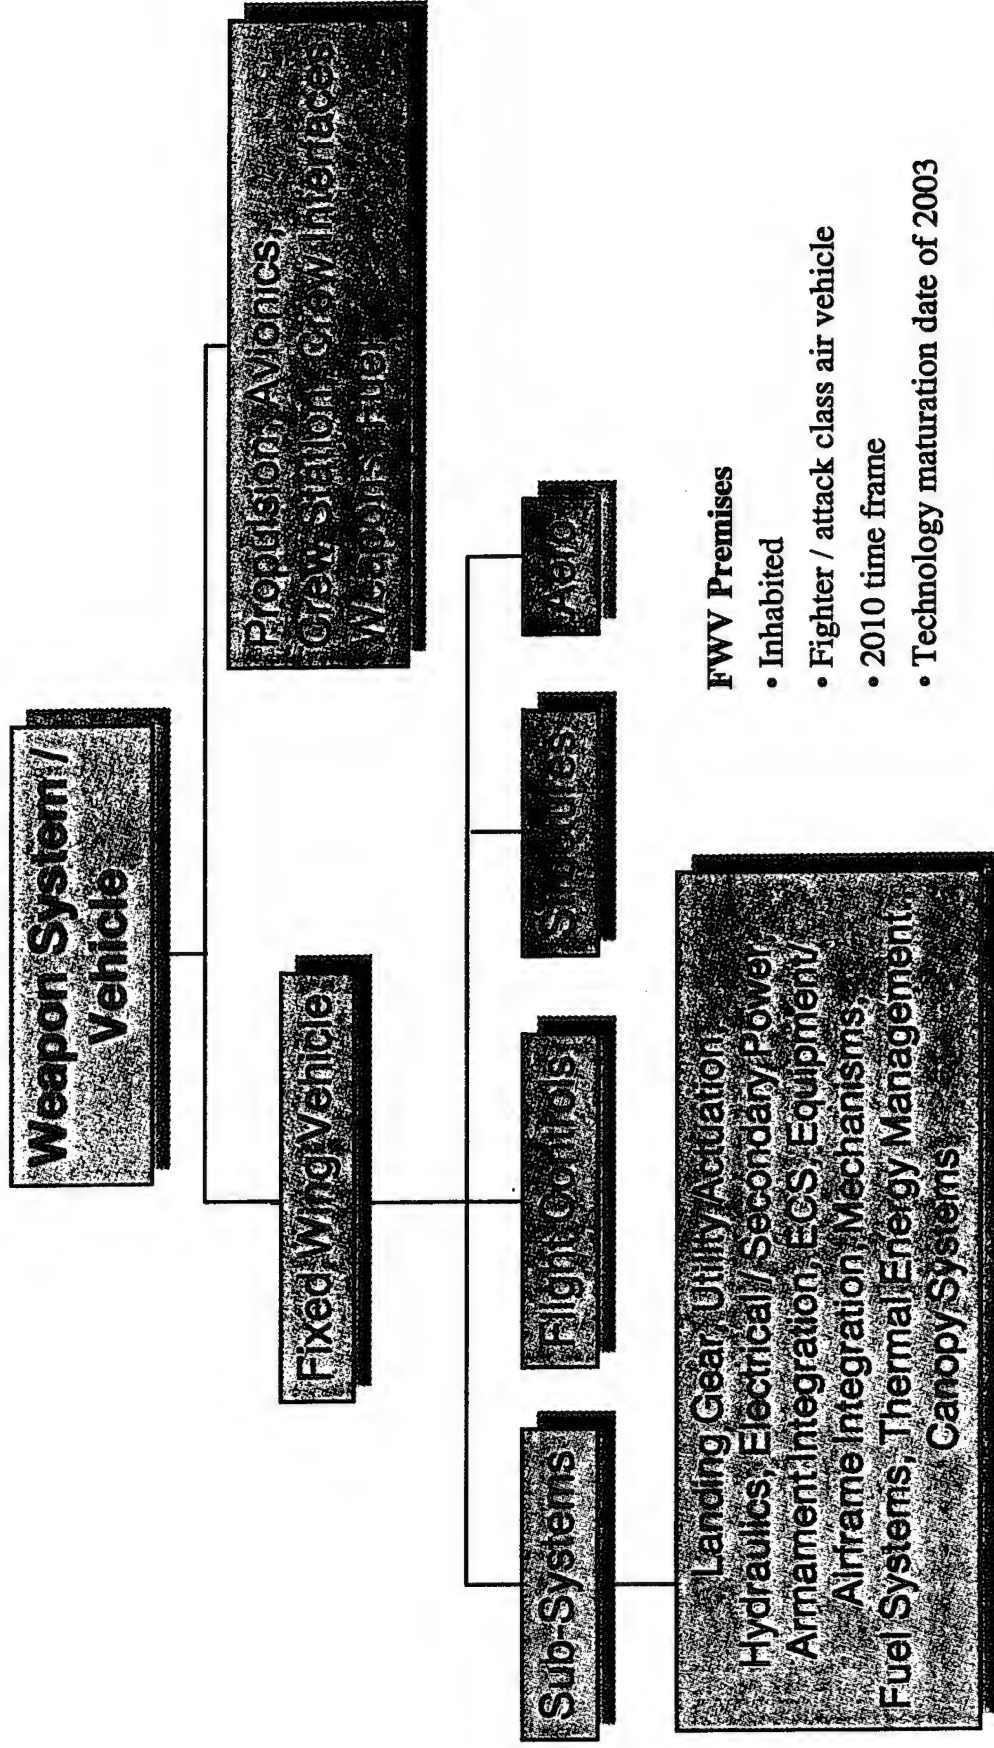 Weapon System /
Vehicle
Fixed Wing Vehicle
Propulsion, Avionics,
Crew Station, Crew Interfaces
Weapons, Fuel
Sub-Systems
Flight Controls
Structures
Aero
Landing Gear, Utility Actuation,
Hydraulics, Electrical / Secondary Power,
Armament Integration, ECS, Equipment/
Airframe Integration, Mechanisms,
Fuel Systems, Thermal Energy Management,
Canopy Systems
FWV Premises
• Inhabited
• Fighter / attack class air vehicle
• 2010 time frame
• Technology maturation date of 2003